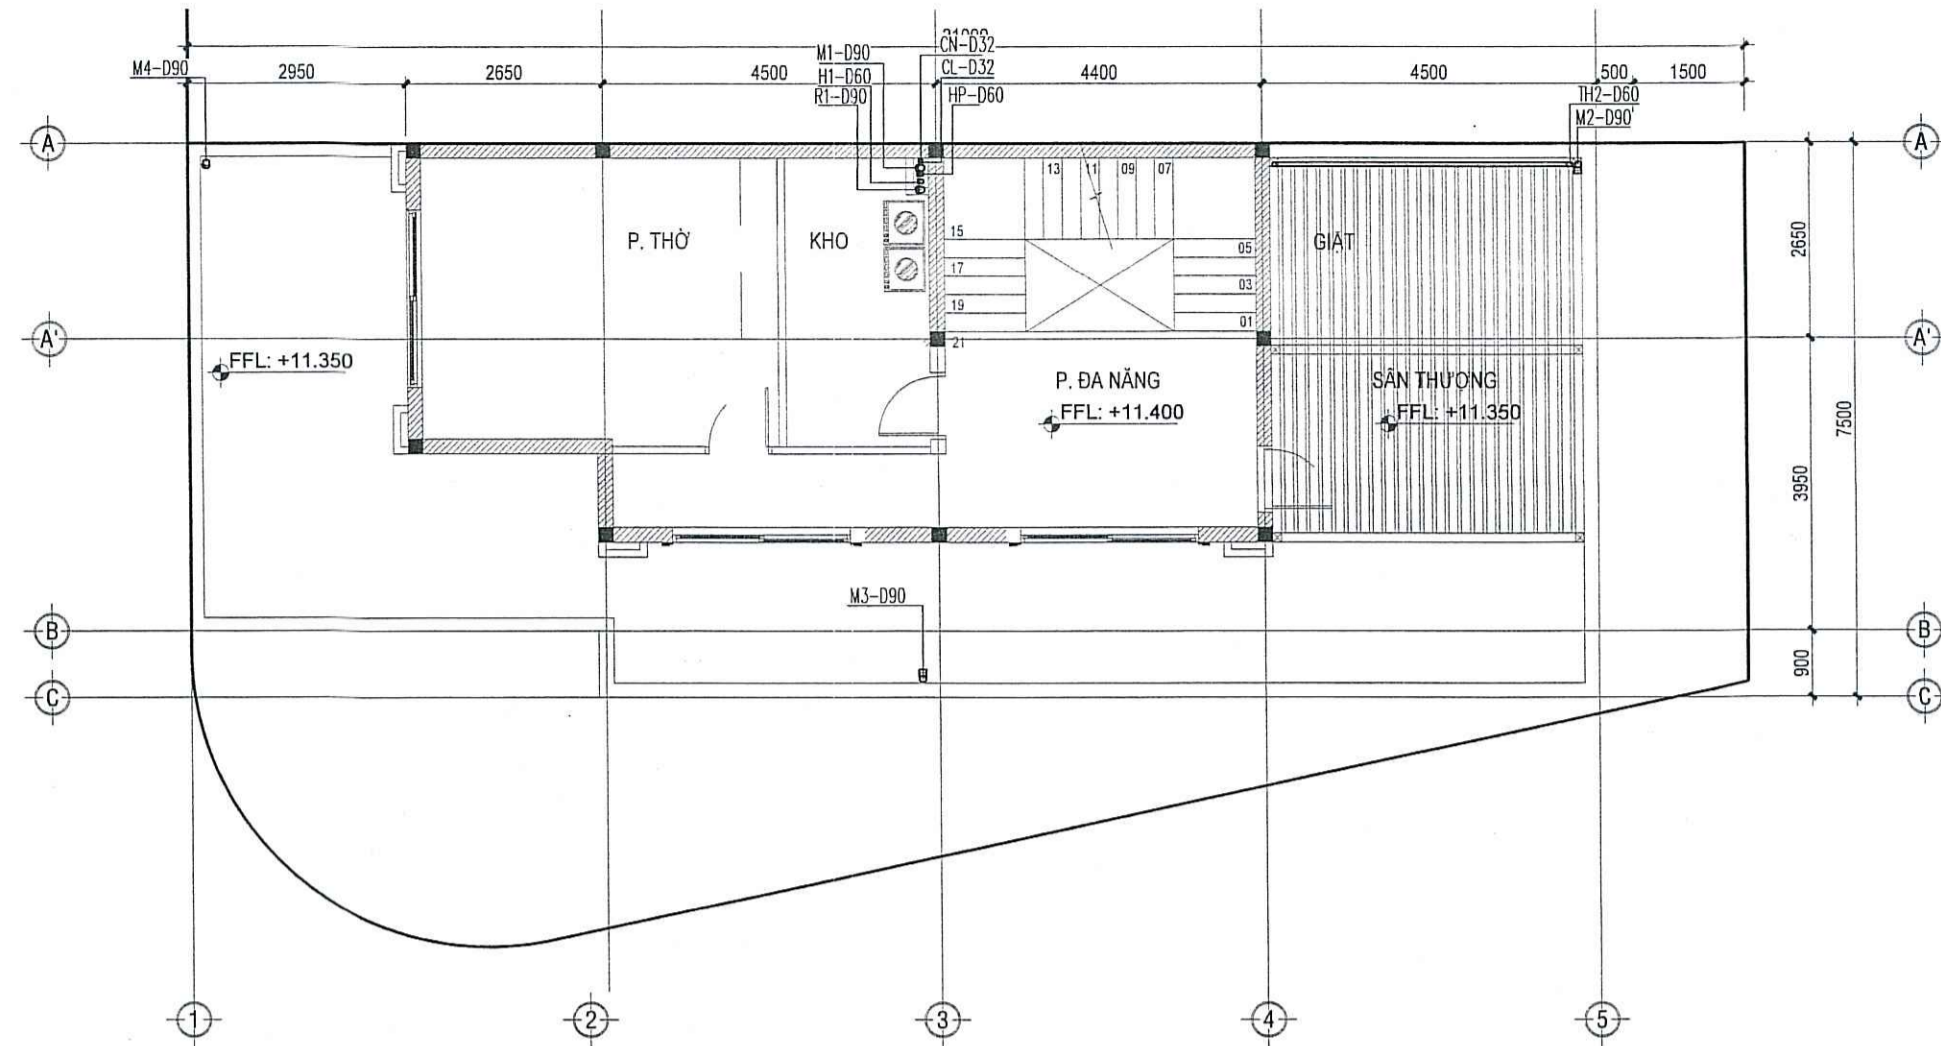 21000
M4-D90
2950
2650
M1-D90
H1-D60
R1-D90
4500
CN-D32
CL-D32
HP-D60
4400
4500
500
1500
TH2-D60
M2-D90
A
A
13
11
09
07
P. THỜ
KHO
15
17
19
21
05
03
01
GIẶT
2650
A'
A'
FFL: +11.350
P. ĐA NĂNG
FFL: +11.400
SÂN THƯỢNG
FFL: +11.350
7500
3950
M3-D90
B
B
900
C
C
1
2
3
4
5